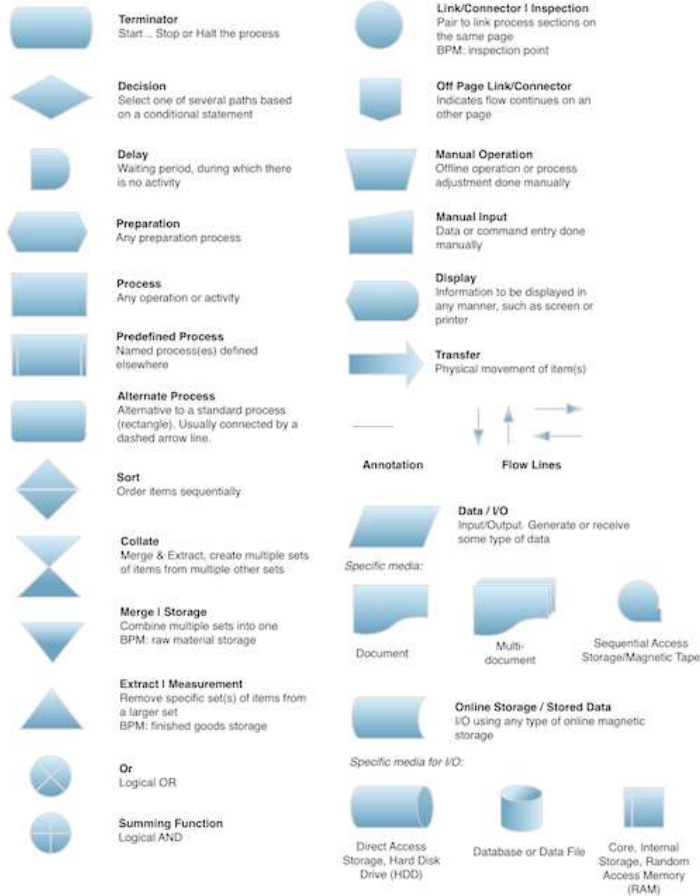 Terminator
Start .. Stop or Halt the process
Decision
Select one of several paths based
on a conditional statement
Delay
Waiting period, during which there
is no activity
Preparation
Any preparation process
Process
Any operation or activity
Predefined Process
Named process(es) defined
elsewhere
Alternate Process
Alternative to a standard process
(rectangle). Usually connected by a
dashed arrow line.
Sort
Order items sequentially
Collate
Merge & Extract, create multiple sets
of items from multiple other sets
Merge | Storage
Combine multiple sets into one
BPM: raw material storage
Extract | Measurement
Remove specific set(s) of items from
a larger set
BPM: finished goods storage
Or
Logical OR
Summing Function
Logical AND
Link/Connector | Inspection
Pair to link process sections on
the same page
BPM: inspection point
Off Page Link/Connector
Indicates flow continues on an
other page
Manual Operation
Offline operation or process
adjustment done manually
Manual Input
Data or command entry done
manually
Display
Information to be displayed in
any manner, such as screen or
printer
Transfer
Physical movement of item(s)
Annotation
Flow Lines
Data / I/O
Input/Output. Generate or receive
some type of data
Specific media:
Document
Multi-
document
Sequential Access
Storage/Magnetic Tape
Online Storage / Stored Data
I/O using any type of online magnetic
storage
Specific media for I/O:
Direct Access
Storage, Hard Disk
Drive (HDD)
Database or Data File
Core, Internal
Storage, Random
Access Memory
(RAM)